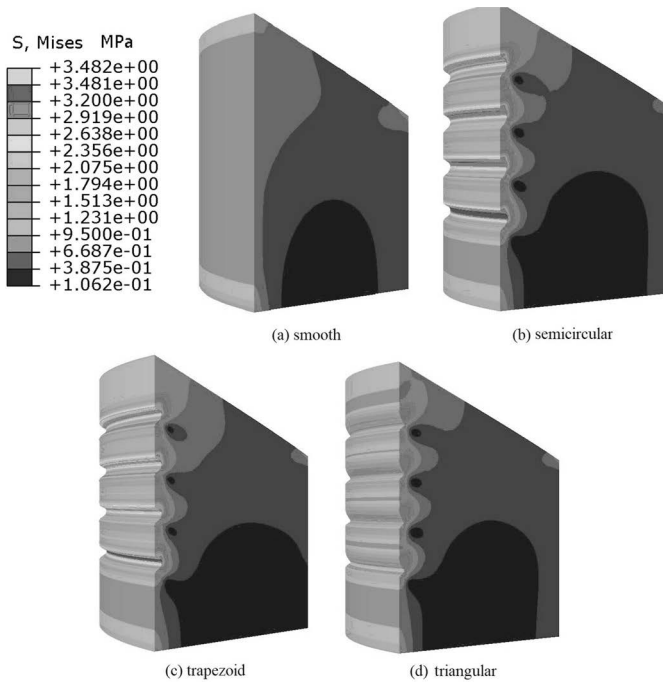 S, Mises MPa
+3.482e+00
+3.481e+00
+3.200e+00
+2.919e+00
+2.638e+00
+2.356e+00
+2.075e+00
+1.794e+00
+1.513e+00
+1.231e+00
+9.500e-01
+6.687e-01
+3.875e-01
+1.062e-01
(a) smooth
(b) semicircular
(c) trapezoid
(d) triangular